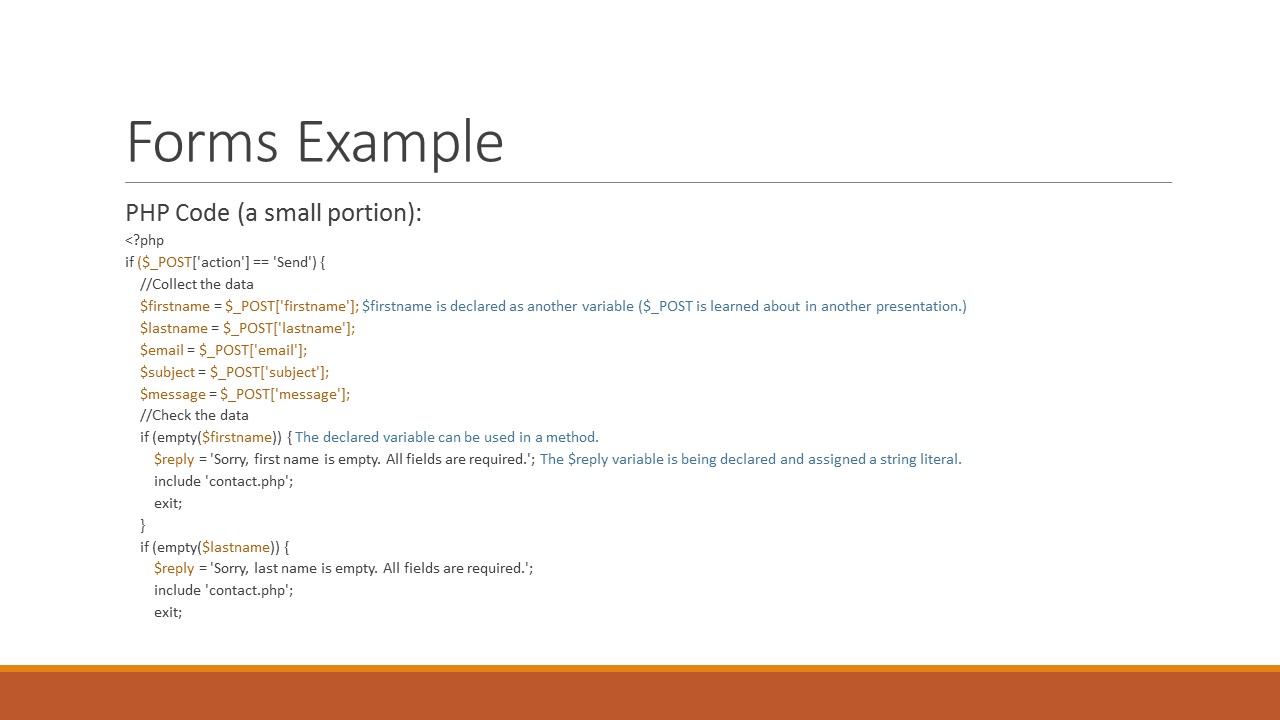 Forms Example
PHP Code (a small portion):
<?php
if ($_POST['action'] == 'Send') {
//Collect the data
$firstname = $_POST['firstname']; $firstname is declared as another variable ($_POST is learned about in another presentation.)
$lastname = $_POST['lastname'];
$email = $_POST['email'];
$subject = $_POST['subject'];
$message = $_POST['message'];
//Check the data
if (empty($firstname)) { The declared variable can be used in a method.
$reply = 'Sorry, first name is empty. All fields are required.'; The $reply variable is being declared and assigned a string literal.
include 'contact.php';
exit;
}
if (empty($lastname)) {
$reply = 'Sorry, last name is empty. All fields are required.';
include 'contact.php';
exit;